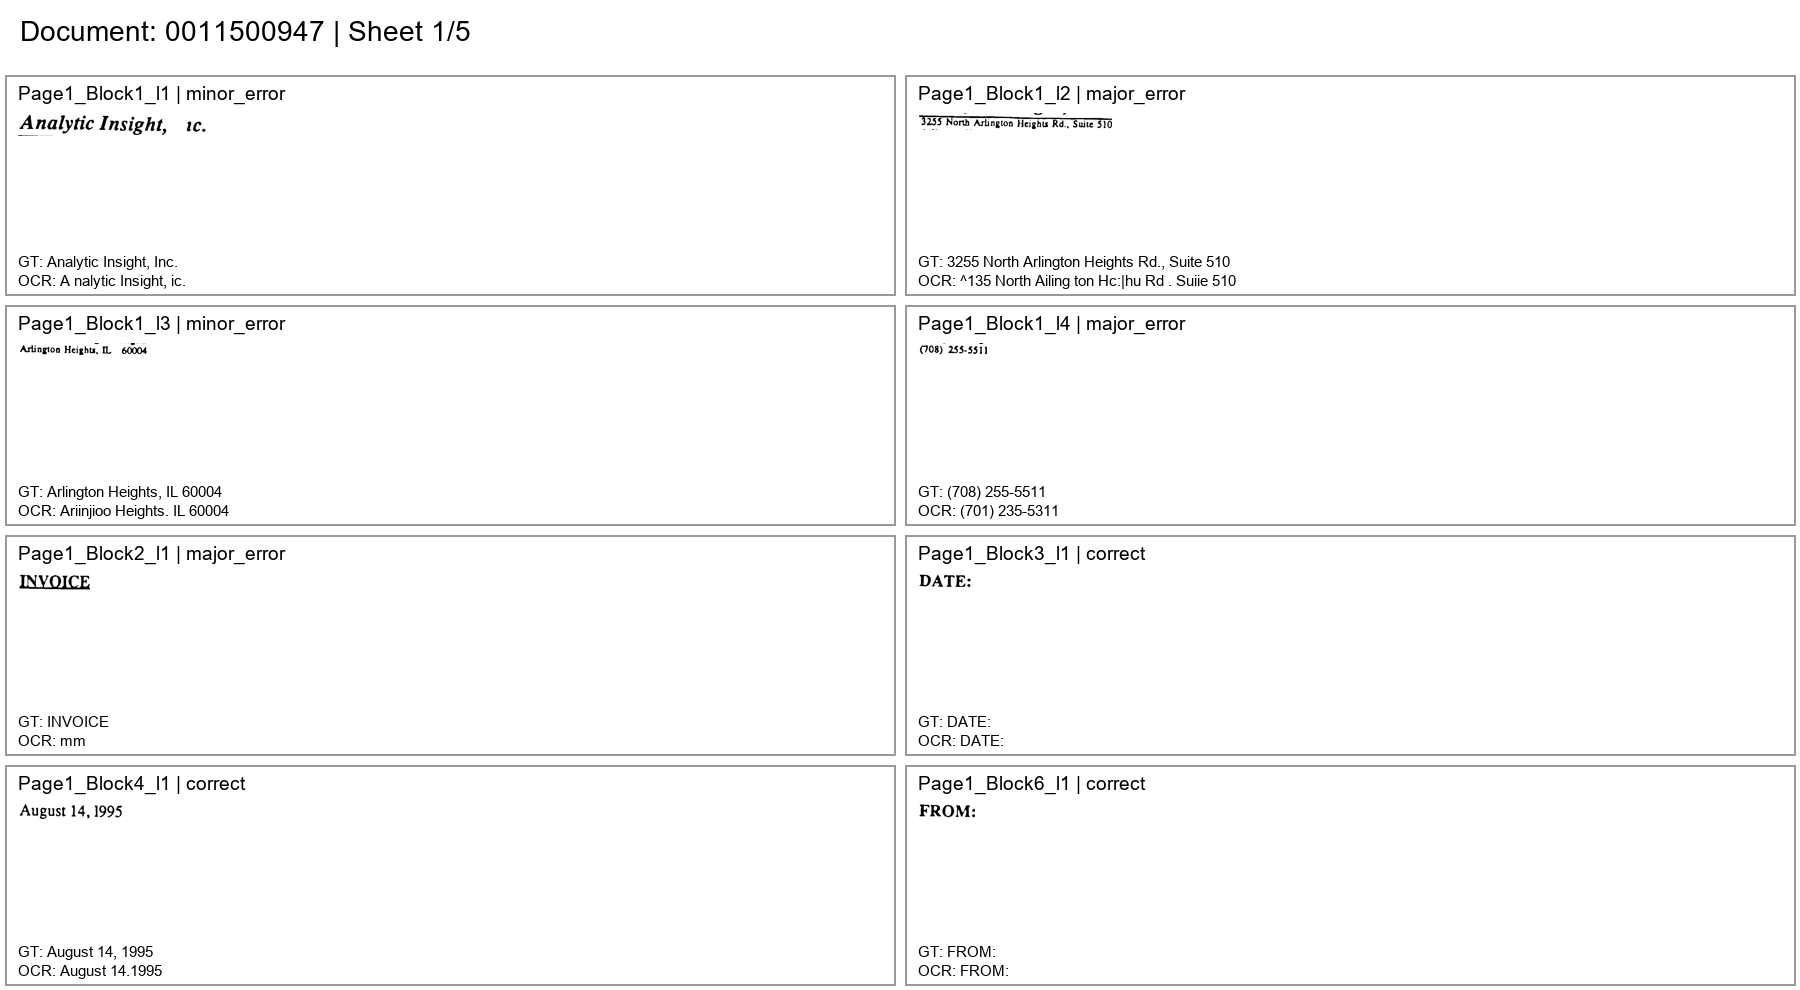 Document: 0011500947 | Sheet 1/5
Page1_Block1_l1 | minor_error
Analytic Insight, ıc.
GT: Analytic Insight, Inc.
OCR: A nalytic Insight, ic.
Page1_Block1_l2 | major_error
3255 North Arlington Heights Rd., Suite 510
GT: 3255 North Arlington Heights Rd., Suite 510
OCR: ^135 North Ailing ton Hc:|hu Rd . Suiie 510
Page1_Block1_l3 | minor_error
Arlington Heights, IL 60004
GT: Arlington Heights, IL 60004
OCR: Ariinjioo Heights. IL 60004
Page1_Block1_l4 | major_error
(708) 255-5511
GT: (708) 255-5511
OCR: (701) 235-5311
Page1_Block2_l1 | major_error
INVOICE
GT: INVOICE
OCR: mm
Page1_Block3_l1 | correct
DATE:
GT: DATE:
OCR: DATE:
Page1_Block4_l1 | correct
August 14, 1995
GT: August 14, 1995
OCR: August 14.1995
Page1_Block6_l1 | correct
FROM:
GT: FROM:
OCR: FROM: